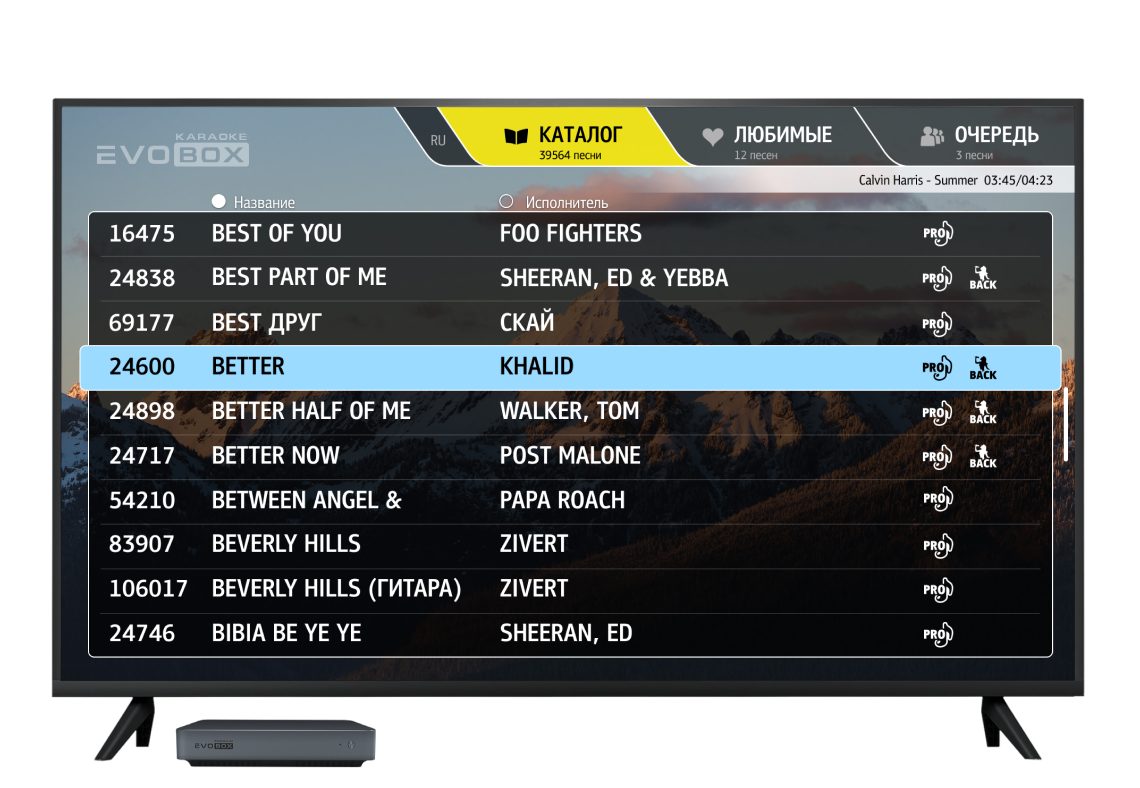 KARAOKE
EVOBOX
RU
КАТАЛОГ
39564 песни
ЛЮБИМЫЕ
12 песен
ОЧЕРЕДЬ
3 песни
Calvin Harris - Summer 03:45/04:23
Название Исполнитель
16475 BEST OF YOU FOO FIGHTERS PRO
24838 BEST PART OF ME SHEERAN, ED & YEBBA PRO BACK
69177 BEST ДРУГ СКАЙ PRO
24600 BETTER KHALID PRO BACK
24898 BETTER HALF OF ME WALKER, TOM PRO BACK
24717 BETTER NOW POST MALONE PRO BACK
54210 BETWEEN ANGEL & PAPA ROACH PRO
83907 BEVERLY HILLS ZIVERT PRO
106017 BEVERLY HILLS (ГИТАРА) ZIVERT PRO
24746 BIBIA BE YE YE SHEERAN, ED PRO
EVOBOX